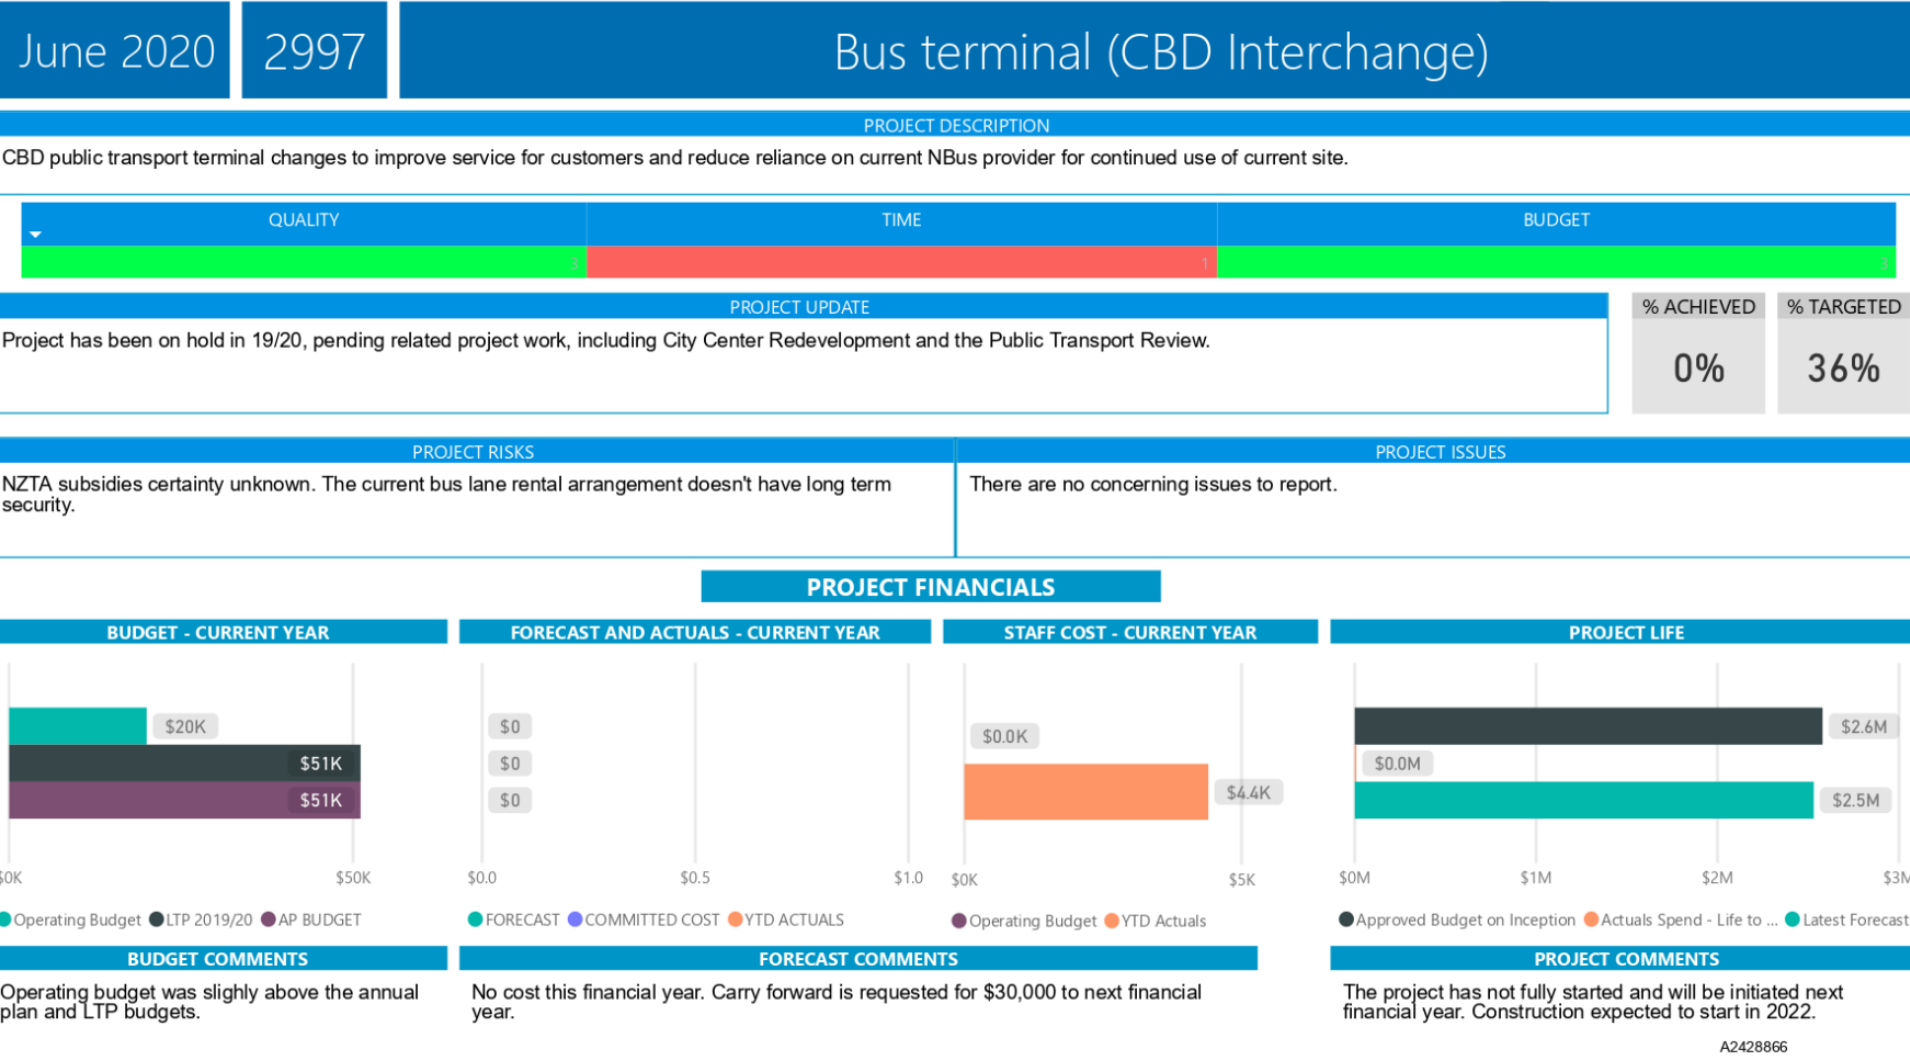 June 2020 2997 Bus terminal (CBD Interchange)
PROJECT DESCRIPTION
CBD public transport terminal changes to improve service for customers and reduce reliance on current NBus provider for continued use of current site.
QUALITY TIME BUDGET
3 1 3
PROJECT UPDATE
Project has been on hold in 19/20, pending related project work, including City Center Redevelopment and the Public Transport Review.
% ACHIEVED
0%
% TARGETED
36%
PROJECT RISKS
NZTA subsidies certainty unknown. The current bus lane rental arrangement doesn't have long term
security.
PROJECT ISSUES
There are no concerning issues to report.
PROJECT FINANCIALS
BUDGET - CURRENT YEAR
$20K
$51K
$51K
$0K $50K
Operating Budget LTP 2019/20 AP BUDGET
FORECAST AND ACTUALS - CURRENT YEAR
$0
$0
$0
$0.0 $0.5 $1.0
FORECAST COMMITTED COST YTD ACTUALS
STAFF COST - CURRENT YEAR
$0.0K
$4.4K
$0K $5K
Operating Budget YTD Actuals
PROJECT LIFE
$2.6M
$0.0M
$2.5M
$0M $1M $2M $3M
Approved Budget on Inception Actuals Spend - Life to ... Latest Forecast
BUDGET COMMENTS
Operating budget was slighly above the annual
plan and LTP budgets.
FORECAST COMMENTS
No cost this financial year. Carry forward is requested for $30,000 to next financial
year.
PROJECT COMMENTS
The project has not fully started and will be initiated next
financial year. Construction expected to start in 2022.
A2428866